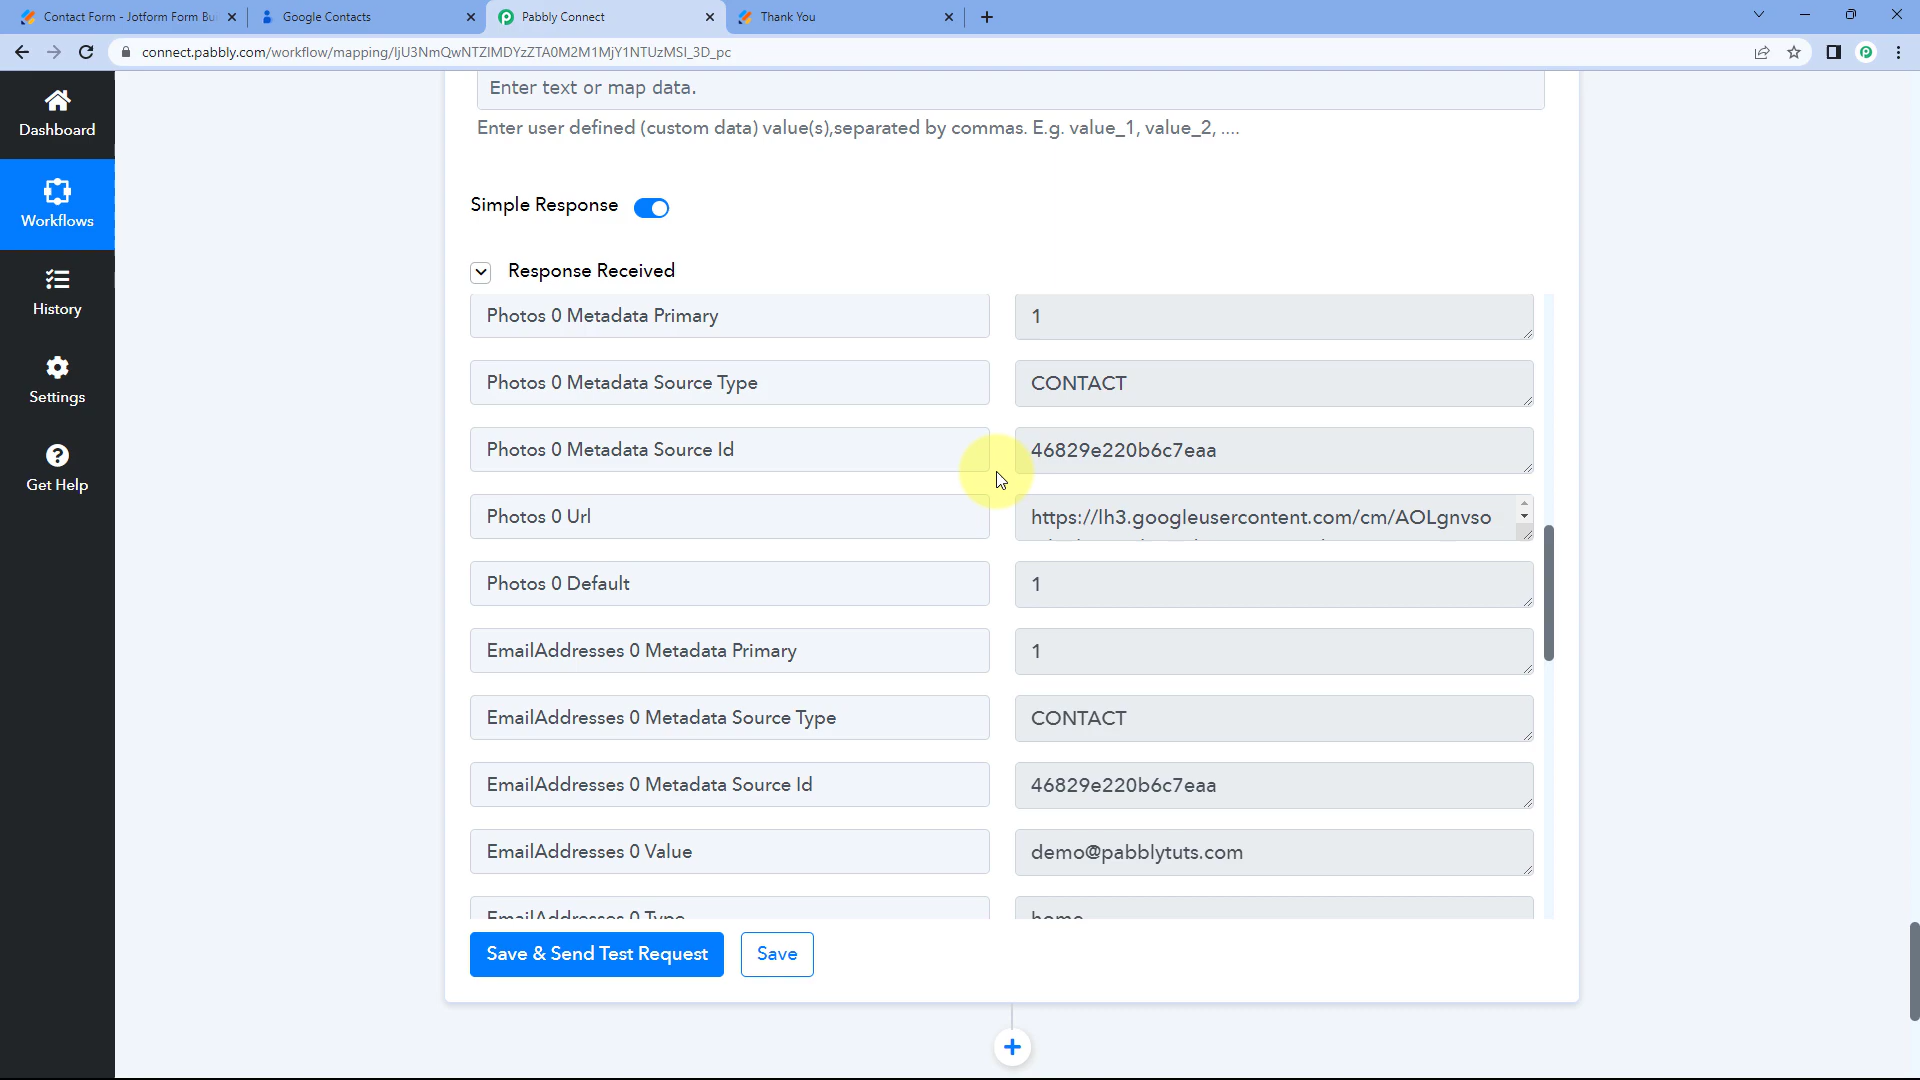 Contact Form - Jotform Form Bu
Google Contacts
Pabbly Connect
Thank You
connect.pabbly.com/workflow/mapping/IjU3NmQwNTZlMDYzZTA0M2M1MjY1NTUzMSI_3D_pc
Dashboard
Workflows
History
Settings
Get Help
Enter text or map data.
Enter user defined (custom data) value(s),separated by commas. E.g. value_1, value_2, ....
Simple Response
Response Received
Photos 0 Metadata Primary
1
Photos 0 Metadata Source Type
CONTACT
Photos 0 Metadata Source Id
46829e220b6c7eaa
Photos 0 Url
https://lh3.googleusercontent.com/cm/AOLgnvso
Photos 0 Default
1
EmailAddresses 0 Metadata Primary
1
EmailAddresses 0 Metadata Source Type
CONTACT
EmailAddresses 0 Metadata Source Id
46829e220b6c7eaa
EmailAddresses 0 Value
demo@pabblytuts.com
EmailAddresses 0 Type
home
Save & Send Test Request
Save